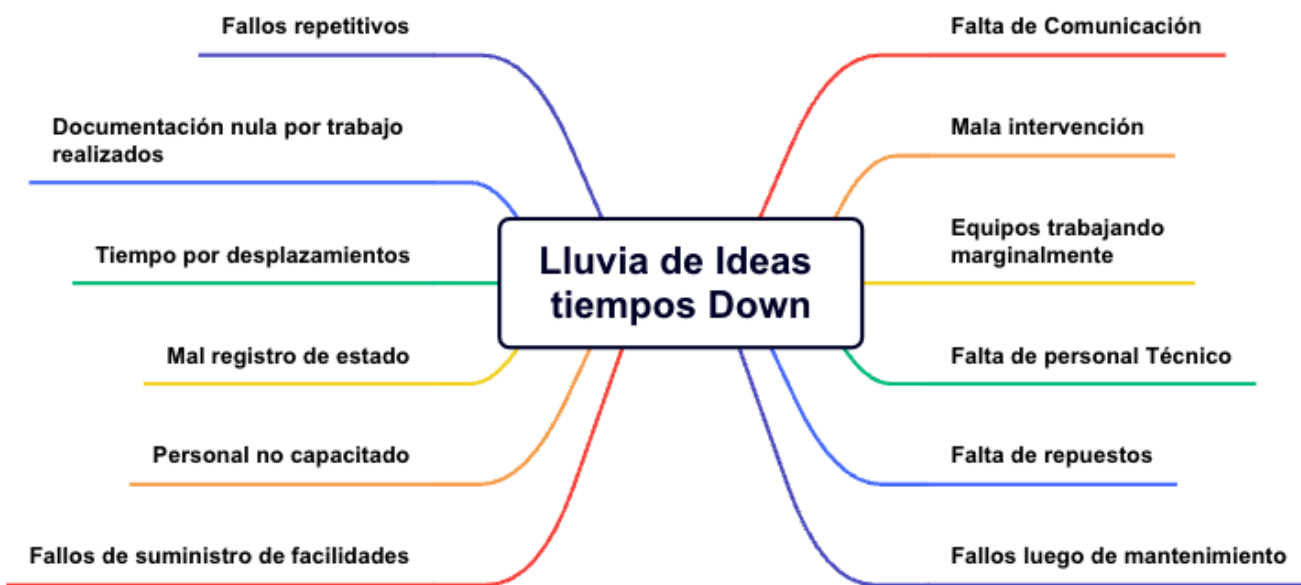 Fallos repetitivos
Documentación nula por trabajo
realizados
Tiempo por desplazamientos
Mal registro de estado
Personal no capacitado
Fallos de suministro de facilidades
Lluvia de Ideas
tiempos Down
Falta de Comunicación
Mala intervención
Equipos trabajando
marginalmente
Falta de personal Técnico
Falta de repuestos
Fallos luego de mantenimiento